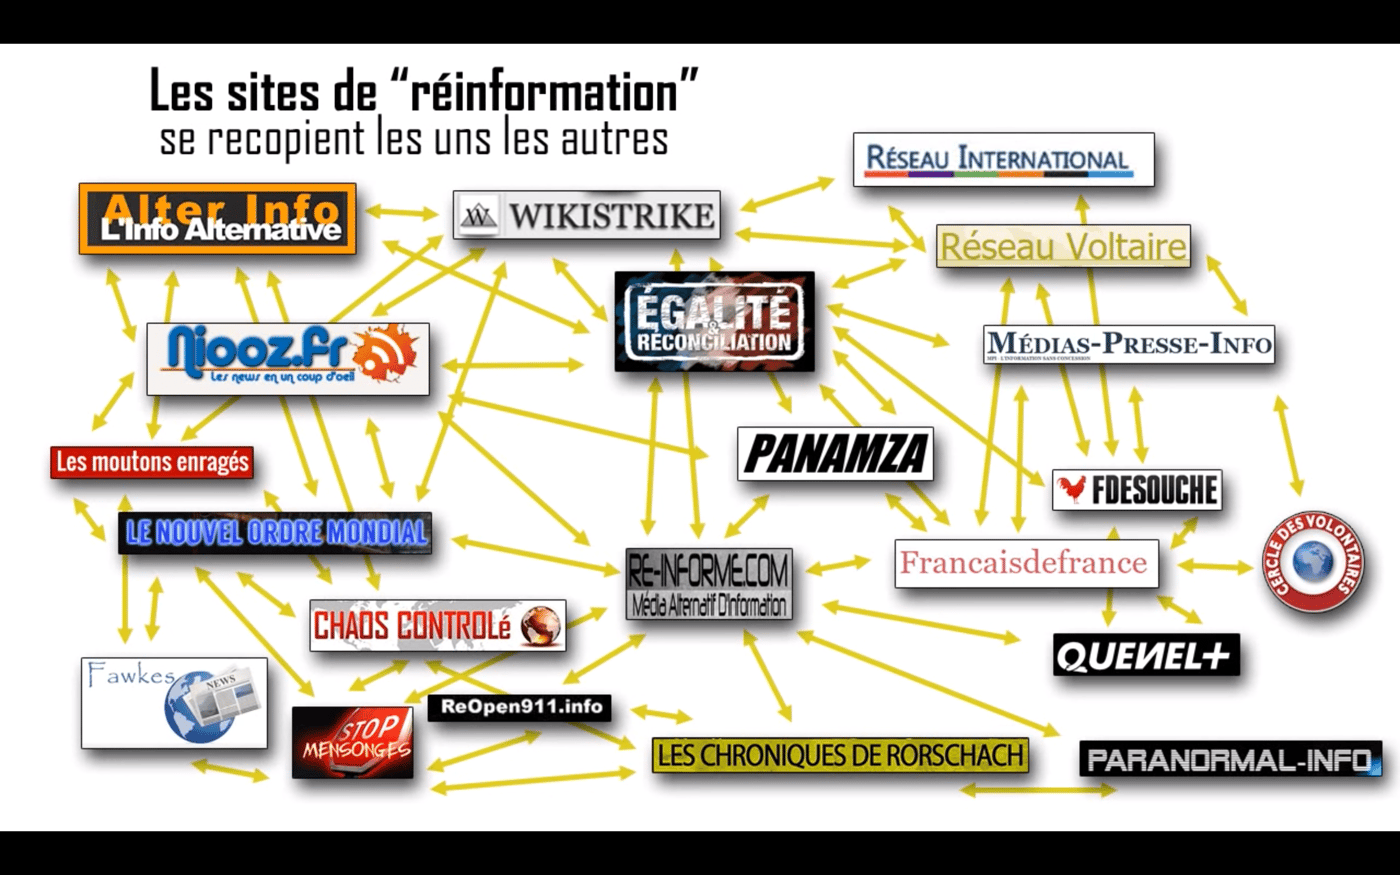 Les sites de “réinformation”
se recopient les uns les autres
RÉSEAU INTERNATIONAL
Alter Info
L'Info Alternative
WIKISTRIKE
Réseau Voltaire
ÉGALITÉ
&
RÉCONCILIATION
Niooz.Fr
Les news en un coup d'oeil
MÉDIAS-PRESSE-INFO
MPI L'INFORMATION SANS CONCESSION
PANAMZA
Les moutons enragés
FDESOUCHE
LE NOUVEL ORDRE MONDIAL
CERCLE DES VOLONTAIRES
RE-INFORME.COM
Média Alternatif D'Information
Francaisdefrance
CHAOS CONTROLé
QUENEL+
Fawkes
NEWS
STOP
MENSONGES
ReOpen911.info
LES CHRONIQUES DE RORSCHACH
PARANORMAL-INFO